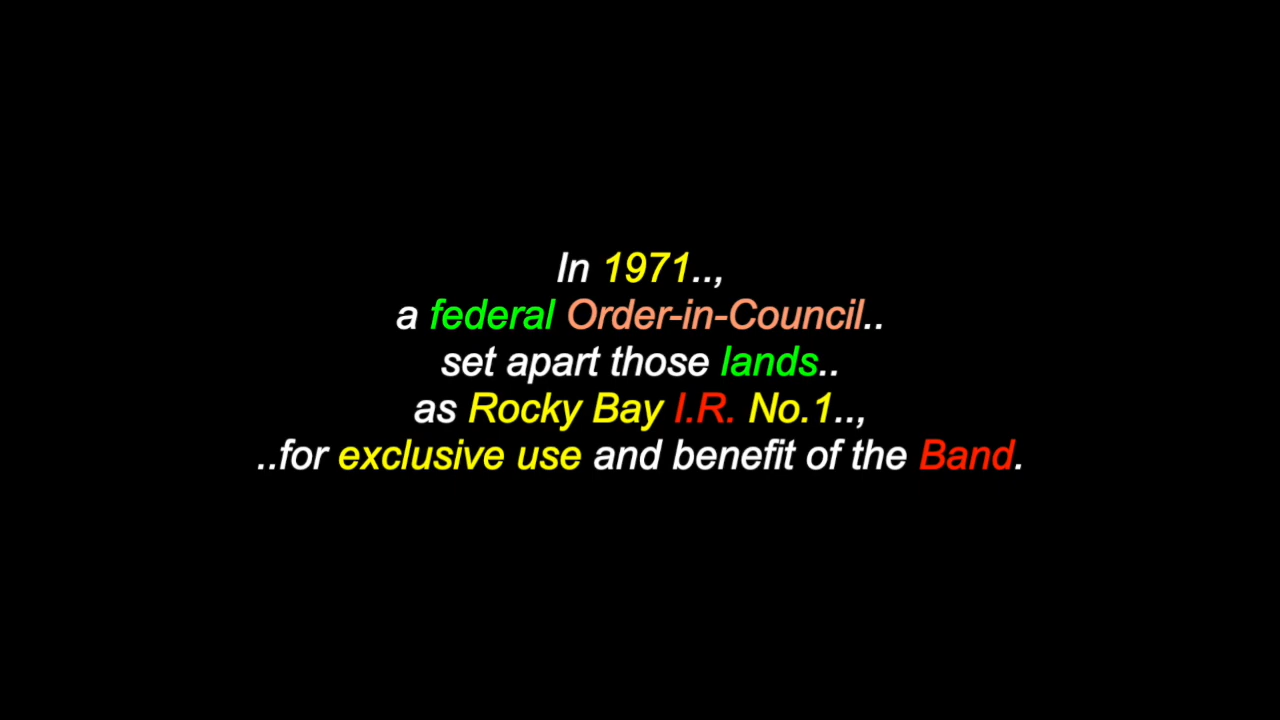 In 1971..,
a federal Order-in-Council..
set apart those lands..
as Rocky Bay I.R. No.1..,
..for exclusive use and benefit of the Band.